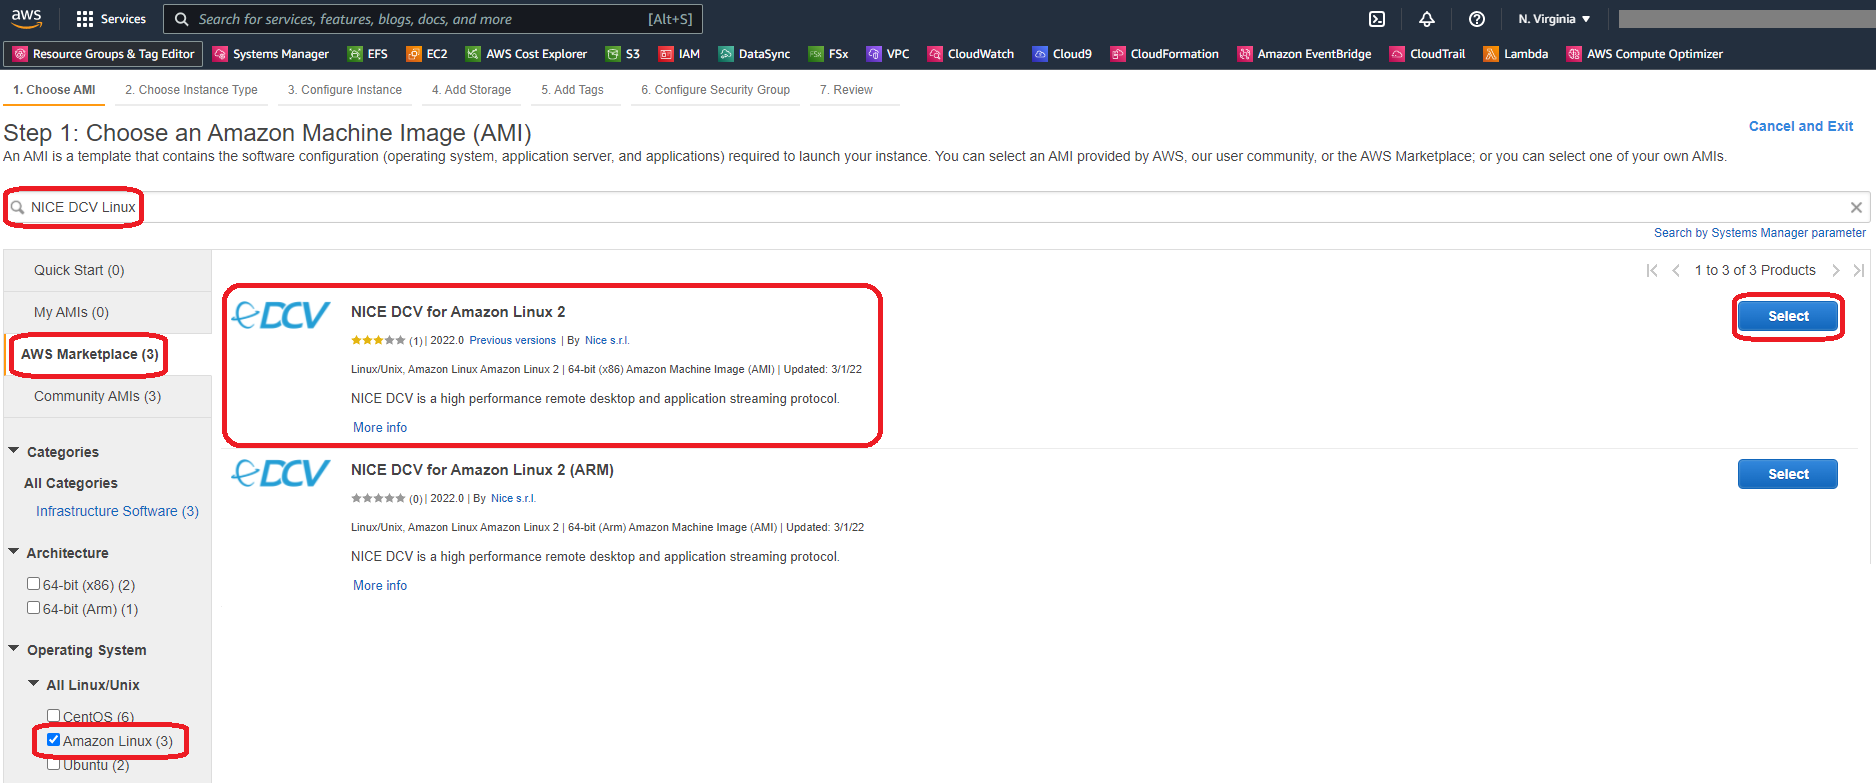 aws Services Search for services, features, blogs, docs, and more [Alt+S] N. Virginia
Resource Groups & Tag Editor Systems Manager EFS EC2 AWS Cost Explorer S3 IAM DataSync FSx VPC CloudWatch Cloud9 CloudFormation Amazon EventBridge CloudTrail Lambda AWS Compute Optimizer
1. Choose AMI 2. Choose Instance Type 3. Configure Instance 4. Add Storage 5. Add Tags 6. Configure Security Group 7. Review
Step 1: Choose an Amazon Machine Image (AMI)
Cancel and Exit
An AMI is a template that contains the software configuration (operating system, application server, and applications) required to launch your instance. You can select an AMI provided by AWS, our user community, or the AWS Marketplace; or you can select one of your own AMIs.
NICE DCV Linux
Search by Systems Manager parameter
Quick Start (0)
My AMIs (0)
AWS Marketplace (3)
Community AMIs (3)
Categories
All Categories
Infrastructure Software (3)
Architecture
64-bit (x86) (2)
64-bit (Arm) (1)
Operating System
All Linux/Unix
CentOS (6)
Amazon Linux (3)
Ubuntu (2)
1 to 3 of 3 Products
DCV
NICE DCV for Amazon Linux 2
Select
(1) | 2022.0 Previous versions | By Nice s.r.l.
Linux/Unix, Amazon Linux Amazon Linux 2 | 64-bit (x86) Amazon Machine Image (AMI) | Updated: 3/1/22
NICE DCV is a high performance remote desktop and application streaming protocol.
More info
DCV
NICE DCV for Amazon Linux 2 (ARM)
Select
(0) | 2022.0 | By Nice s.r.l.
Linux/Unix, Amazon Linux Amazon Linux 2 | 64-bit (Arm) Amazon Machine Image (AMI) | Updated: 3/1/22
NICE DCV is a high performance remote desktop and application streaming protocol.
More info